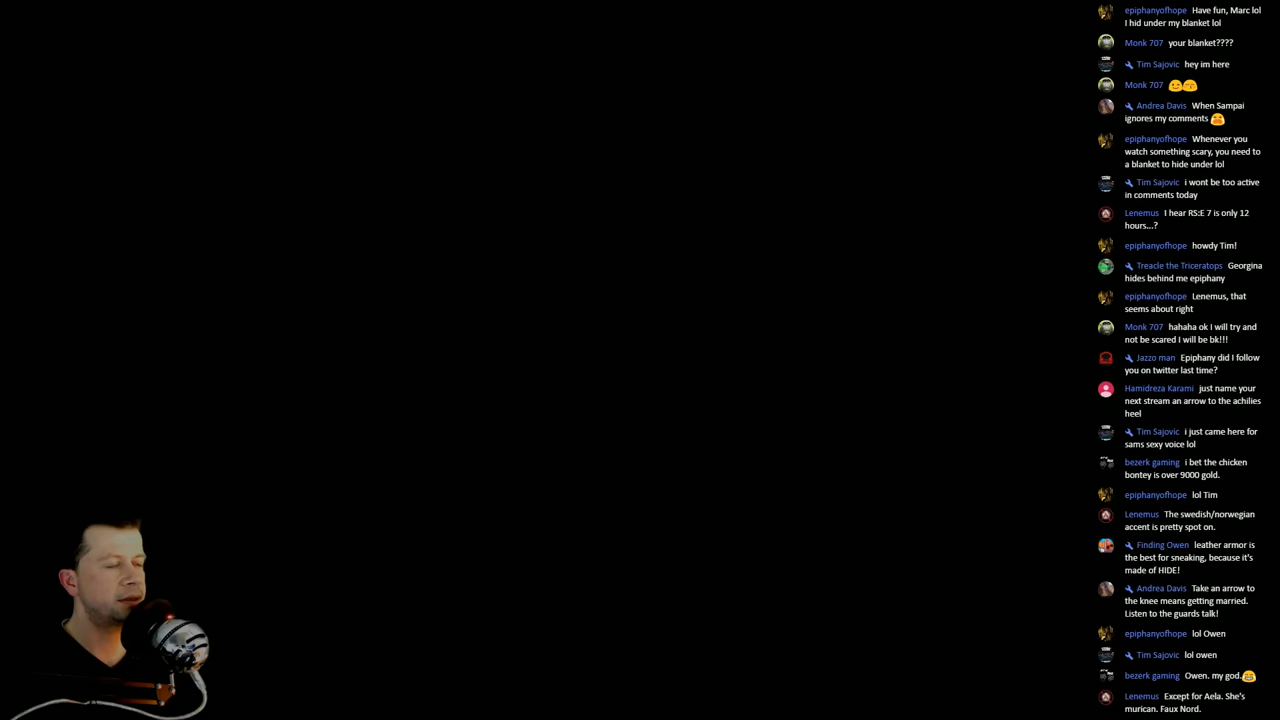 epiphanyofhope Have fun, Marc lol
I hid under my blanket lol
Monk 707 your blanket????
Tim Sajovic hey im here
Monk 707 😉😚
Andrea Davis When Sampai
ignores my comments 😫
epiphanyofhope Whenever you
watch something scary, you need to
a blanket to hide under lol
Tim Sajovic i wont be too active
in comments today
Lenemus I hear RS:E 7 is only 12
hours...?
epiphanyofhope howdy Tim!
Treacle the Triceratops Georgina
hides behind me epiphany
epiphanyofhope Lenemus, that
seems about right
Monk 707 hahaha ok I will try and
not be scared I will be bk!!!
Jazzo man Epiphany did I follow
you on twitter last time?
Hamidreza Karami just name your
next stream an arrow to the achilies
heel
Tim Sajovic i just came here for
sams sexy voice lol
bezerk gaming i bet the chicken
bontey is over 9000 gold.
epiphanyofhope lol Tim
Lenemus The swedish/norwegian
accent is pretty spot on.
Finding Owen leather armor is
the best for sneaking, because it's
made of HIDE!
Andrea Davis Take an arrow to
the knee means getting married.
Listen to the guards talk!
epiphanyofhope lol Owen
Tim Sajovic lol owen
bezerk gaming Owen. my god.😂
Lenemus Except for Aela. She's
murican. Faux Nord.